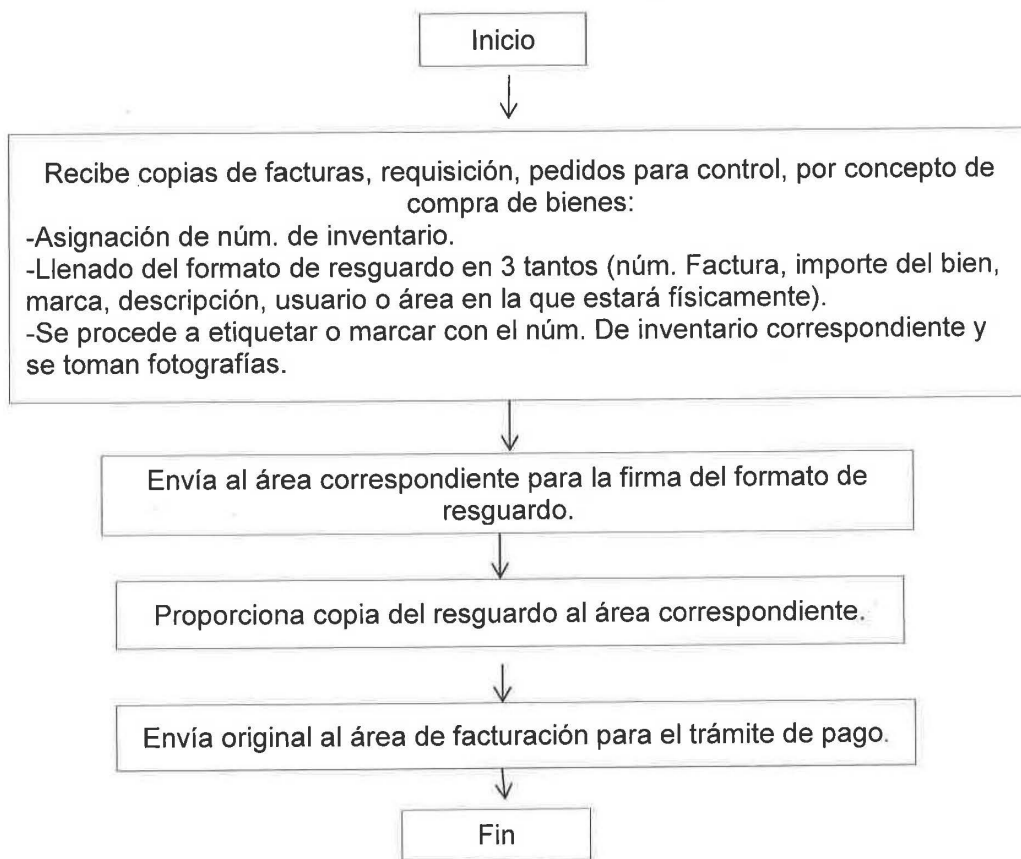 Inicio
Recibe copias de facturas, requisición, pedidos para control, por concepto de
compra de bienes:
-Asignación de núm. de inventario.
-Llenado del formato de resguardo en 3 tantos (núm. Factura, importe del bien,
marca, descripción, usuario o área en la que estará físicamente).
-Se procede a etiquetar o marcar con el núm. De inventario correspondiente y
se toman fotografías.
Envía al área correspondiente para la firma del formato de
resguardo.
Proporciona copia del resguardo al área correspondiente.
Envía original al área de facturación para el trámite de pago.
Fin